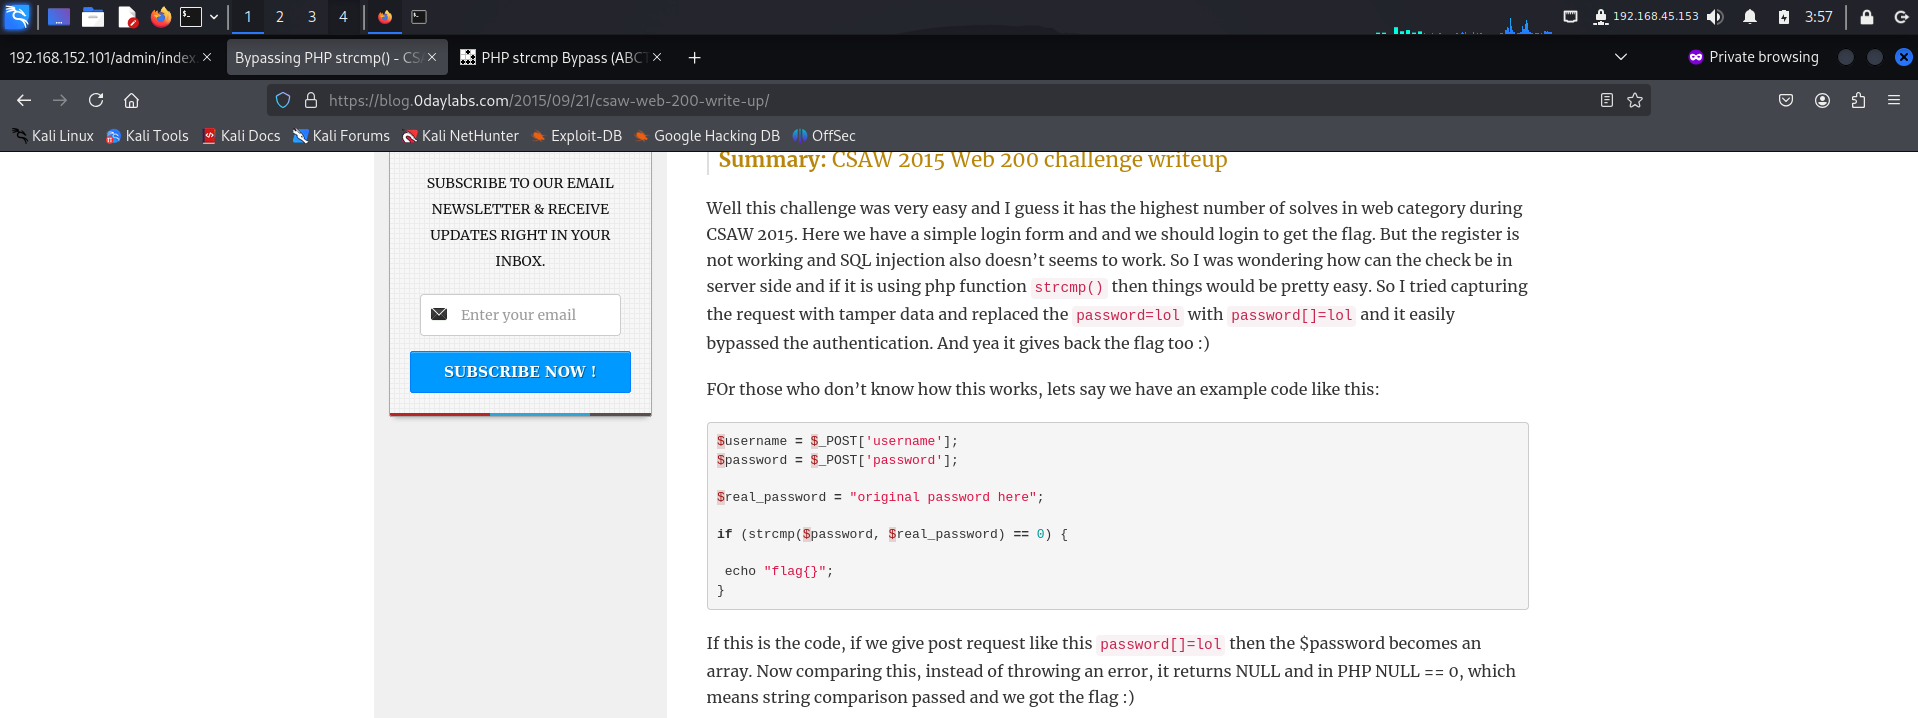 1 2 3 4 192.168.45.153 3:57
192.168.152.101/admin/index. Bypassing PHP strcmp() - CSA PHP strcmp Bypass (ABCT Private browsing
https://blog.0daylabs.com/2015/09/21/csaw-web-200-write-up/
Kali Linux Kali Tools Kali Docs Kali Forums Kali NetHunter Exploit-DB Google Hacking DB OffSec
SUBSCRIBE TO OUR EMAIL
NEWSLETTER & RECEIVE
UPDATES RIGHT IN YOUR
INBOX.
Enter your email
SUBSCRIBE NOW !
Summary: CSAW 2015 Web 200 challenge writeup
Well this challenge was very easy and I guess it has the highest number of solves in web category during
CSAW 2015. Here we have a simple login form and and we should login to get the flag. But the register is
not working and SQL injection also doesn’t seems to work. So I was wondering how can the check be in
server side and if it is using php function strcmp() then things would be pretty easy. So I tried capturing
the request with tamper data and replaced the password=lol with password[]=lol and it easily
bypassed the authentication. And yea it gives back the flag too :)
FOr those who don’t know how this works, lets say we have an example code like this:
$username = $_POST['username'];
$password = $_POST['password'];
$real_password = "original password here";
if (strcmp($password, $real_password) == 0) {
echo "flag{}";
}
If this is the code, if we give post request like this password[]=lol then the $password becomes an
array. Now comparing this, instead of throwing an error, it returns NULL and in PHP NULL == 0, which
means string comparison passed and we got the flag :)